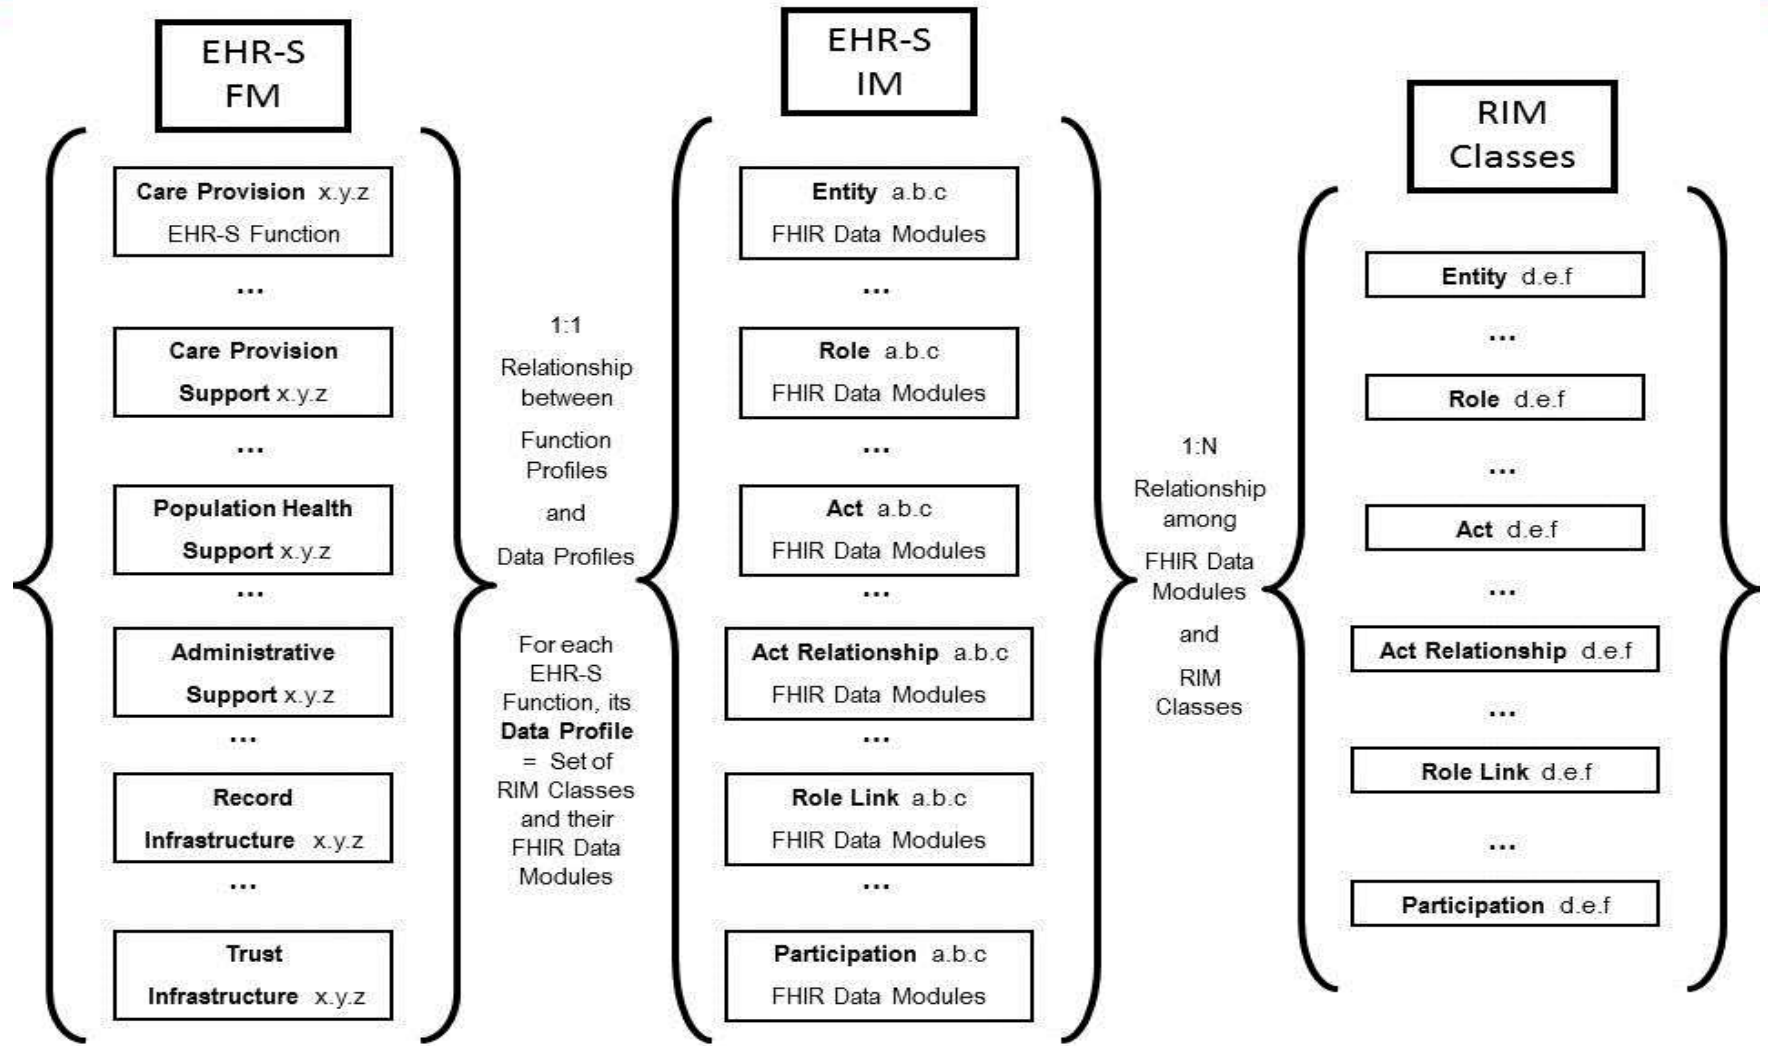 EHR-S
FM
Care Provision x.y.z
EHR-S Function
...
Care Provision
Support x.y.z
...
Population Health
Support x.y.z
...
Administrative
Support x.y.z
...
Record
Infrastructure x.y.z
...
Trust
Infrastructure x.y.z
1:1
Relationship
between
Function
Profiles
and
Data Profiles
For each
EHR-S
Function, its
Data Profile
= Set of
RIM Classes
and their
FHIR Data
Modules
EHR-S
IM
Entity a.b.c
FHIR Data Modules
...
Role a.b.c
FHIR Data Modules
...
Act a.b.c
FHIR Data Modules
...
Act Relationship a.b.c
FHIR Data Modules
...
Role Link a.b.c
FHIR Data Modules
...
Participation a.b.c
FHIR Data Modules
1:N
Relationship
among
FHIR Data
Modules
and
RIM
Classes
RIM
Classes
Entity d.e.f
...
Role d.e.f
...
Act d.e.f
...
Act Relationship d.e.f
...
Role Link d.e.f
...
Participation d.e.f